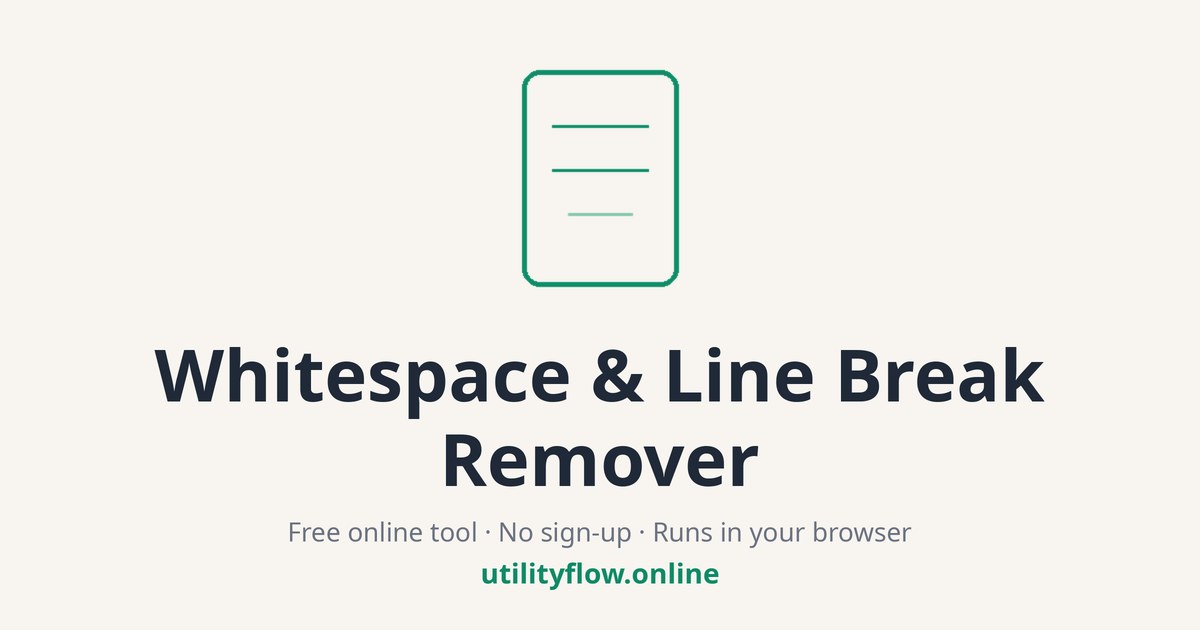 Whitespace & Line Break
Remover
Free online tool · No sign-up · Runs in your browser
utilityflow.online